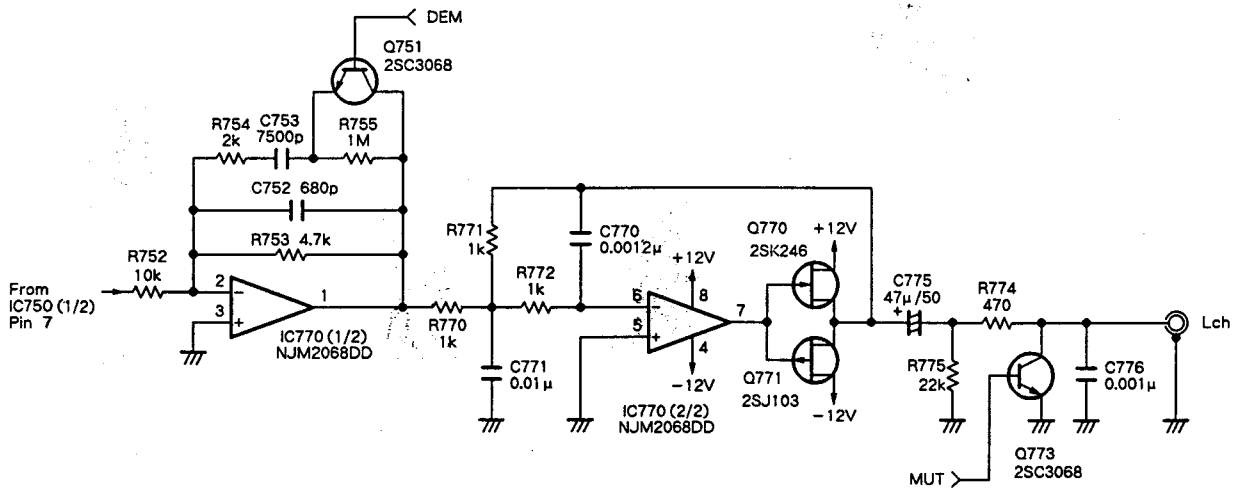 DEM
Q751
2SC3068
R754
2k
C753
7500p
R755
1M
C752 680p
R753 4.7k
R752
10k
From
IC750 (1/2)
Pin 7
2
3
1
IC770 (1/2)
NJM2068DD
R771
1k
C770
0.0012μ
R772
1k
R770
1k
C771
0.01μ
+12V
6
5
8
7
4
-12V
IC770 (2/2)
NJM2068DD
Q770
2SK246
+12V
Q771
2SJ103
-12V
C775
47μ/50
+
R774
470
R775
22k
C776
0.001μ
Lch
Q773
2SC3068
MUT